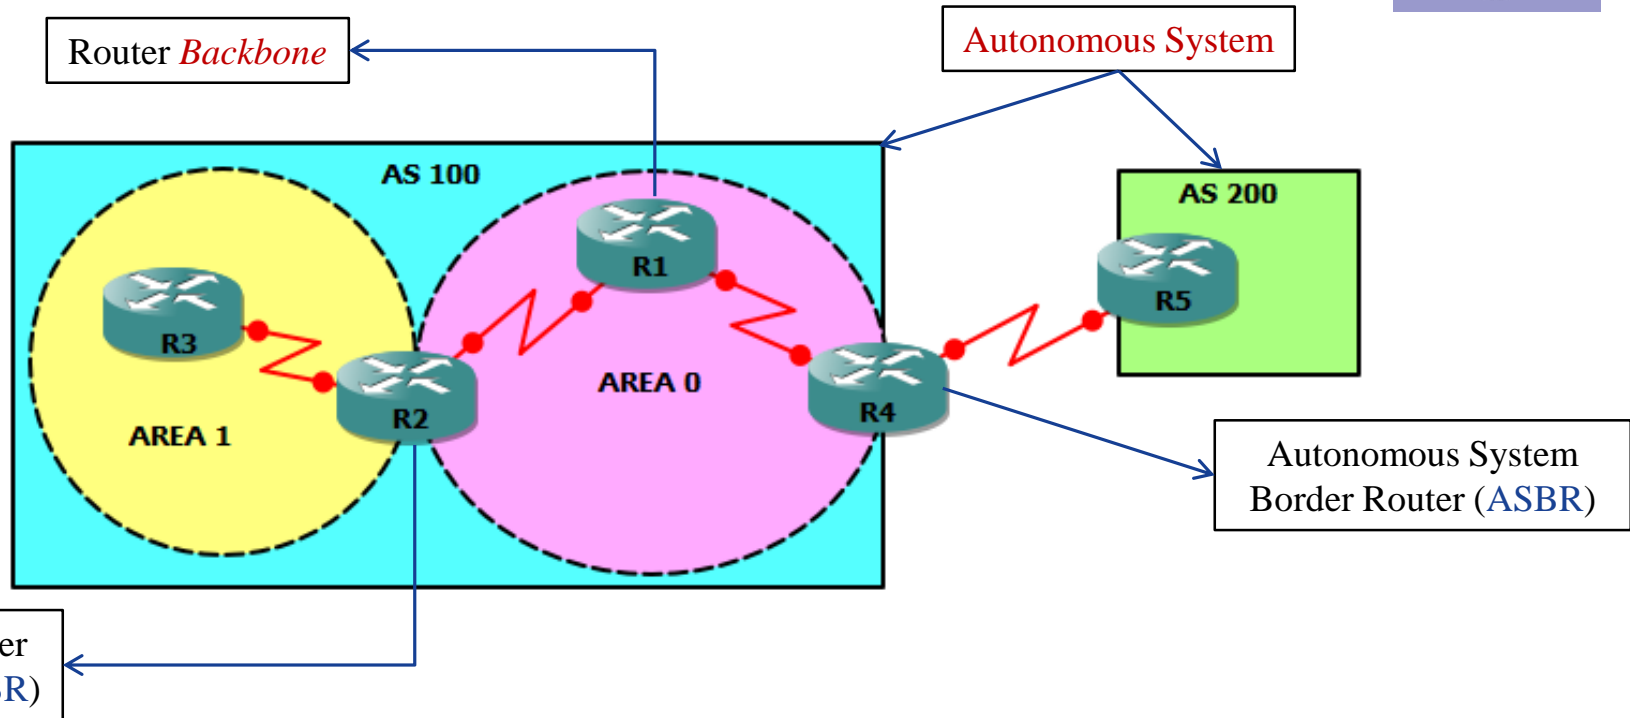 Router Backbone
Autonomous System
AS 100
AS 200
R1
R5
R3
AREA 0
R2
R4
AREA 1
Autonomous System
Border Router (ASBR)